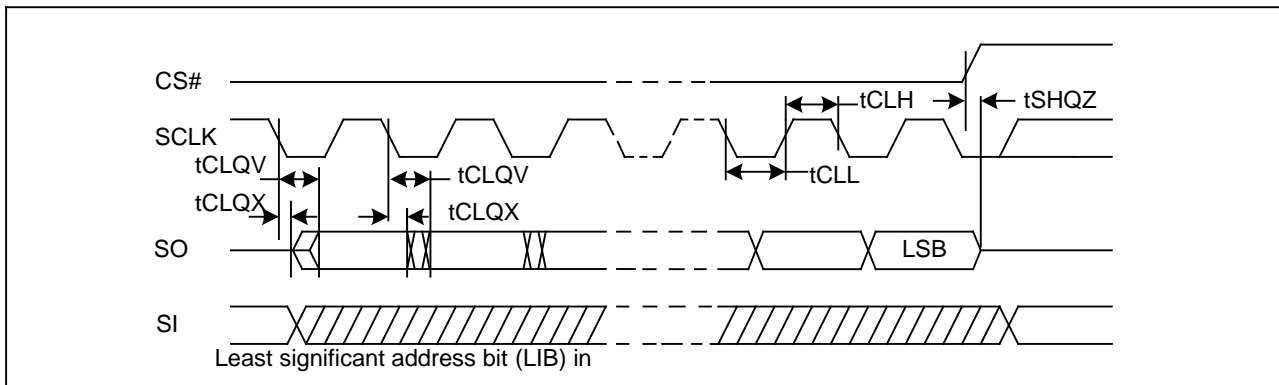 CS#
tCLH
tSHQZ
SCLK
tCLQV
tCLQV
tCLL
tCLQX
tCLQX
SO
LSB
SI
Least significant address bit (LIB) in